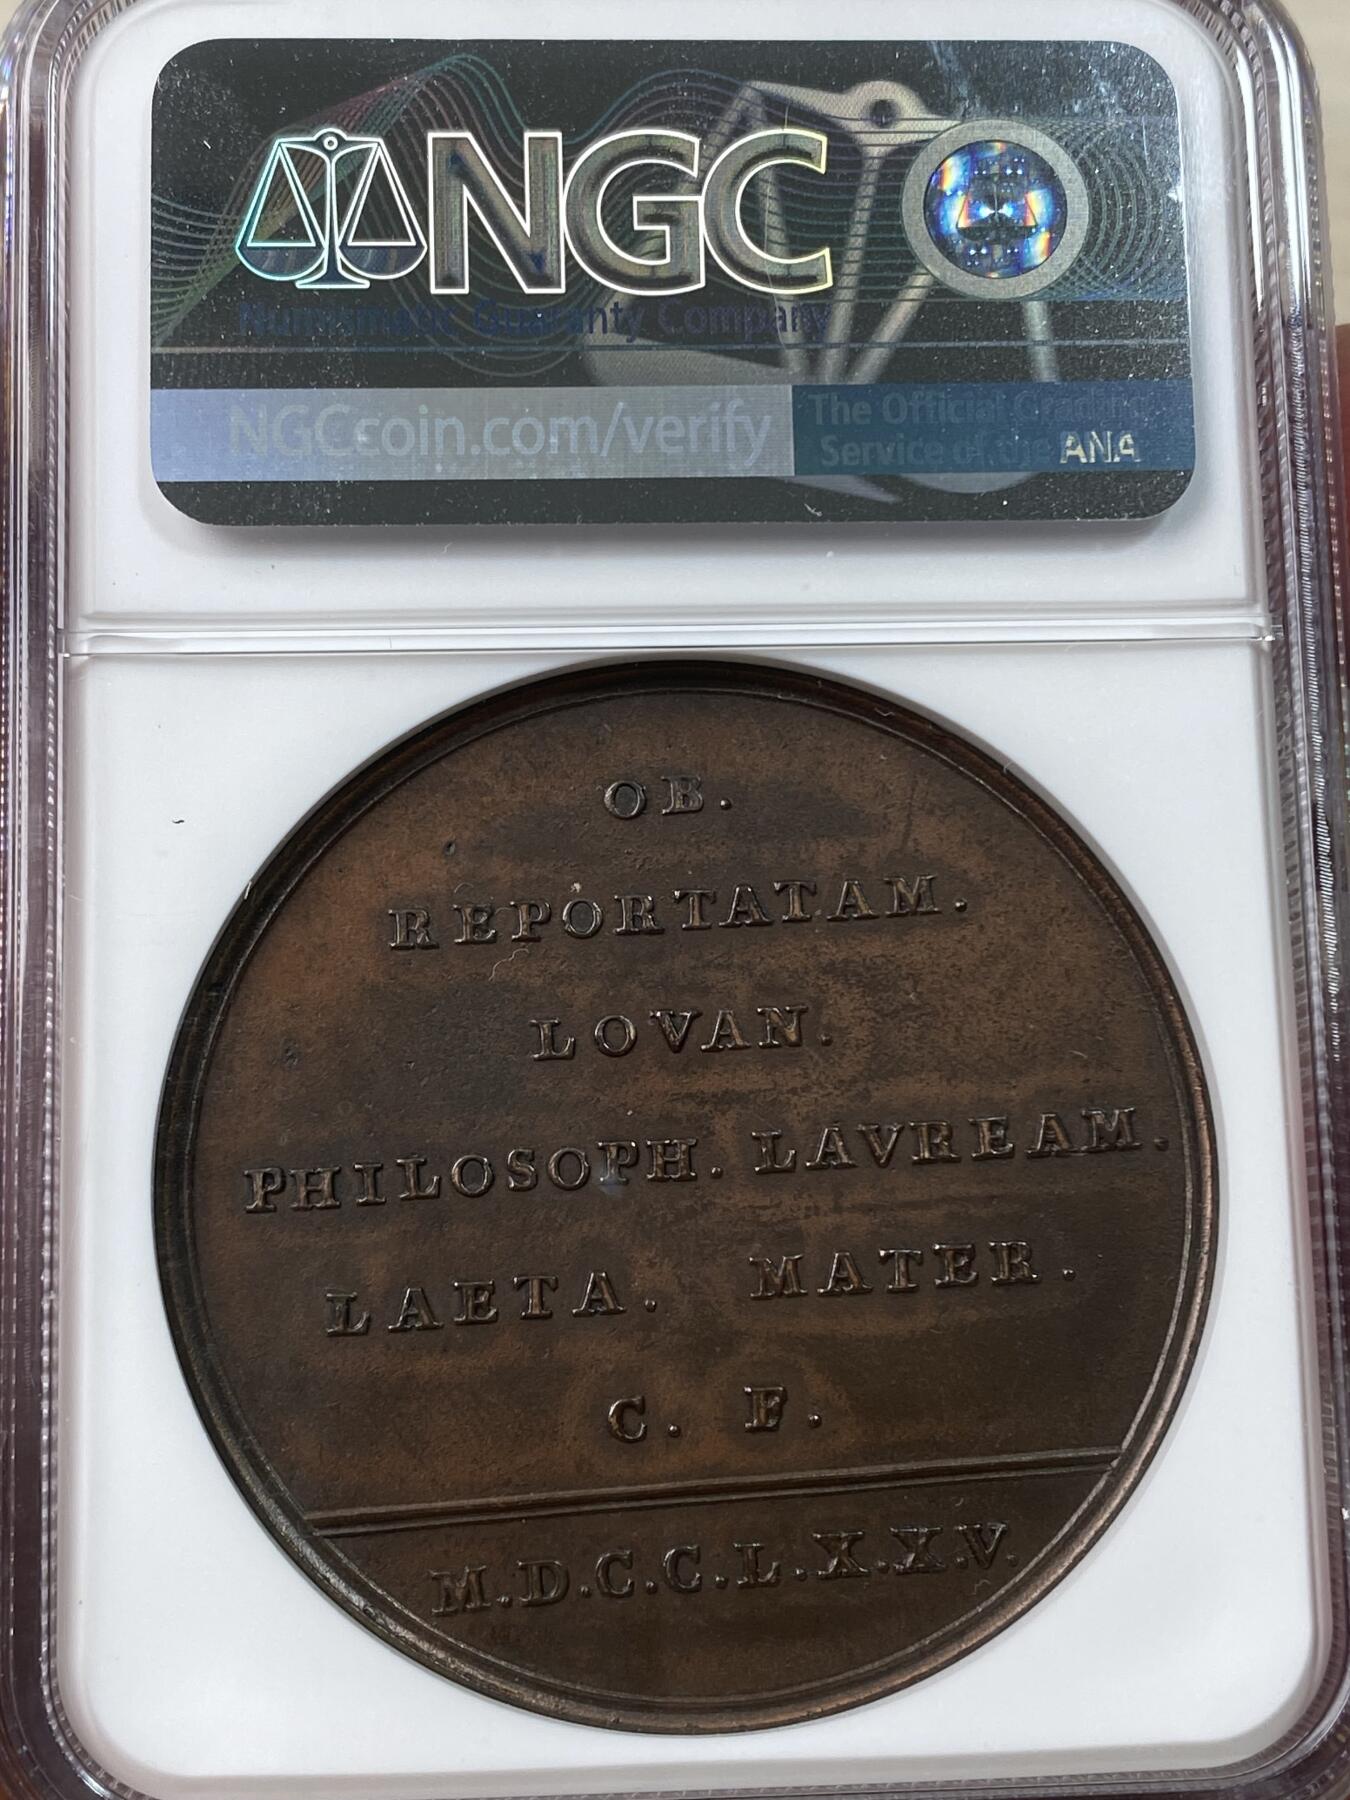 NGC
Numismatic Guaranty Company
NGCcoin.com/verify
The Official Grading
Service of the ANA
OB.
REPORTATAM.
LOVAN.
PHILOSOPH. LAVREAM.
LAETA. MATER.
C. F.
M.D.C.C.L.X.X.V.